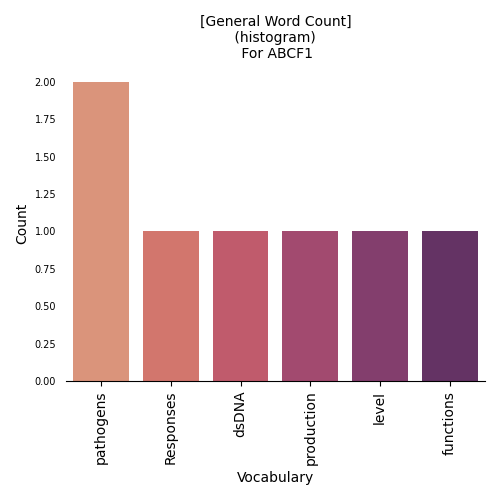 [General Word Count]
(histogram)
For ABCF1
Count
2.00
1.75
1.50
1.25
1.00
0.75
0.50
0.25
0.00
pathogens
Responses
dsDNA
production
level
functions
Vocabulary